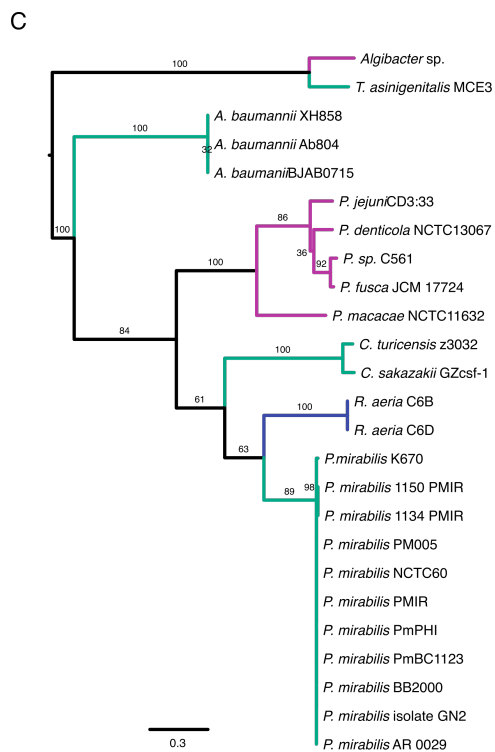 C
100
Algibacter sp.
T. asinigenitalis MCE3
A. baumannii XH858
100
32
A. baumannii Ab804
A. baumaniiBJAB0715
P. jejuniCD3:33
86
P. denticola NCTC13067
100
36
P. sp. C561
92
P. fusca JCM 17724
100
P. macacae NCTC11632
84
C. turicensis z3032
100
C. sakazakii GZcsf-1
61
R. aeria C6B
100
R. aeria C6D
63
P.mirabilis K670
98
P. mirabilis 1150 PMIR
89
P. mirabilis 1134 PMIR
P. mirabilis PM005
P. mirabilis NCTC60
P. mirabilis PMIR
P. mirabilis PmPHI
P. mirabilis PmBC1123
P. mirabilis BB2000
P. mirabilis isolate GN2
P. mirabilis AR 0029
0.3